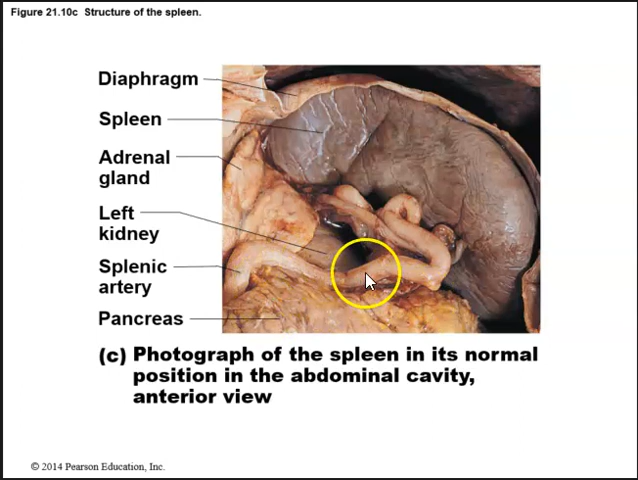 Figure 21.10c Structure of the spleen.
Diaphragm
Spleen
Adrenal
gland
Left
kidney
Splenic
artery
Pancreas
(c) Photograph of the spleen in its normal
position in the abdominal cavity,
anterior view
© 2014 Pearson Education, Inc.